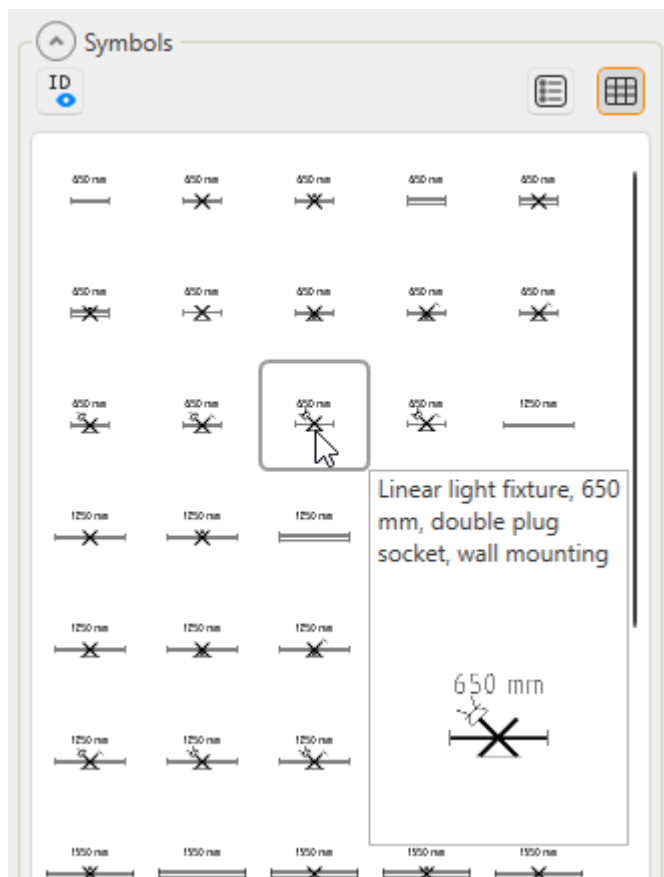 Symbols
ID
650 mm 650 mm 650 mm 650 mm 650 mm
650 mm 650 mm 650 mm 650 mm 650 mm
650 mm 650 mm 650 mm 650 mm 1250 mm
1250 mm 1250 mm 1250 mm
Linear light fixture, 650
mm, double plug
socket, wall mounting
1250 mm 1250 mm 1250 mm
650 mm
1250 mm 1250 mm 1250 mm
1550 mm 1550 mm 1550 mm 1550 mm 1550 mm